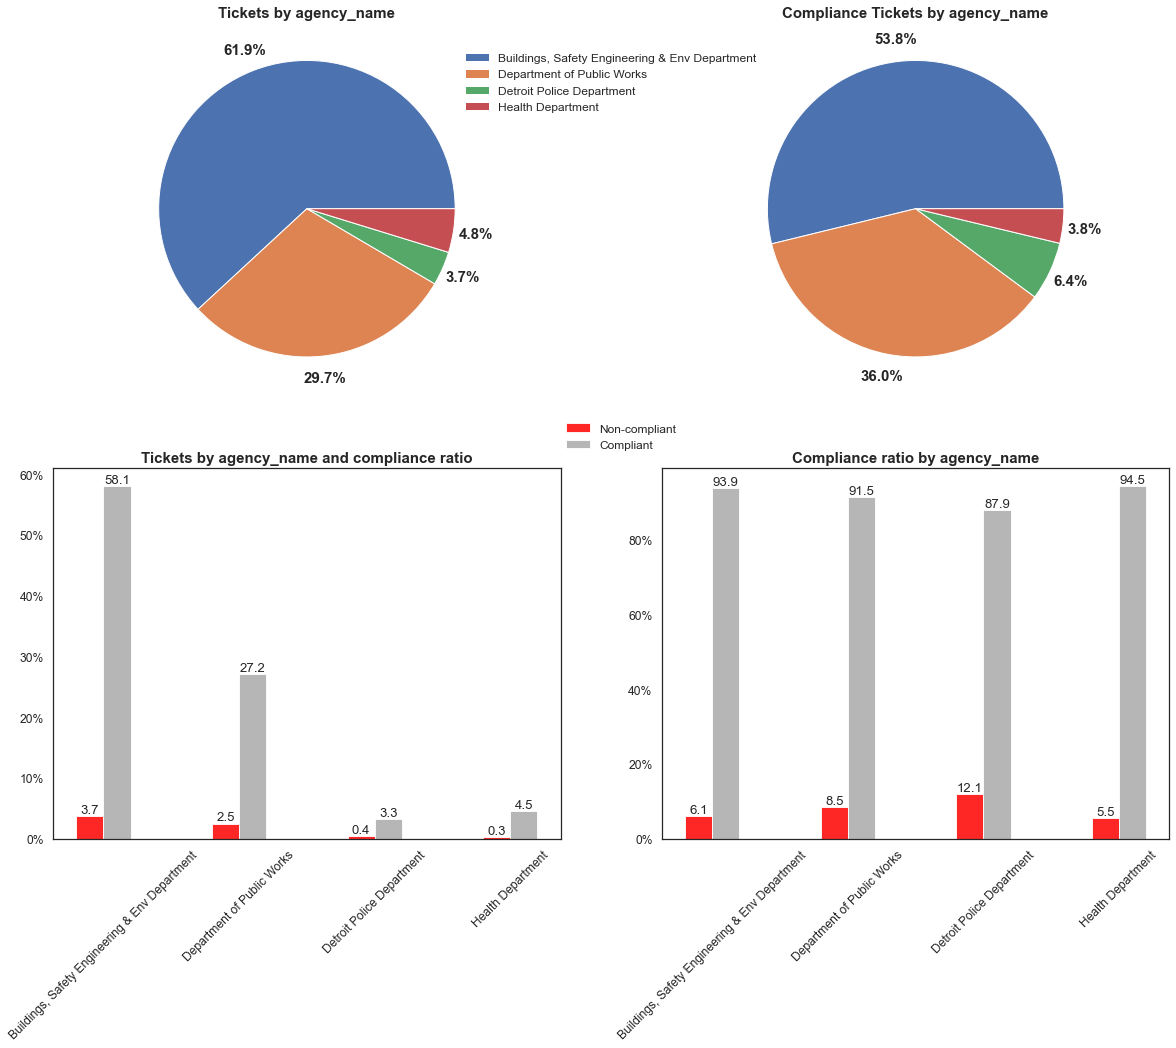 Tickets by agency_name
61.9%
29.7%
3.7%
4.8%
Buildings, Safety Engineering & Env Department
Department of Public Works
Detroit Police Department
Health Department
Compliance Tickets by agency_name
53.8%
36.0%
6.4%
3.8%
Non-compliant
Compliant
Tickets by agency_name and compliance ratio
60%
50%
40%
30%
20%
10%
0%
3.7
58.1
2.5
27.2
0.4
3.3
0.3
4.5
Buildings, Safety Engineering & Env Department
Department of Public Works
Detroit Police Department
Health Department
Compliance ratio by agency_name
80%
60%
40%
20%
0%
6.1
93.9
8.5
91.5
12.1
87.9
5.5
94.5
Buildings, Safety Engineering & Env Department
Department of Public Works
Detroit Police Department
Health Department